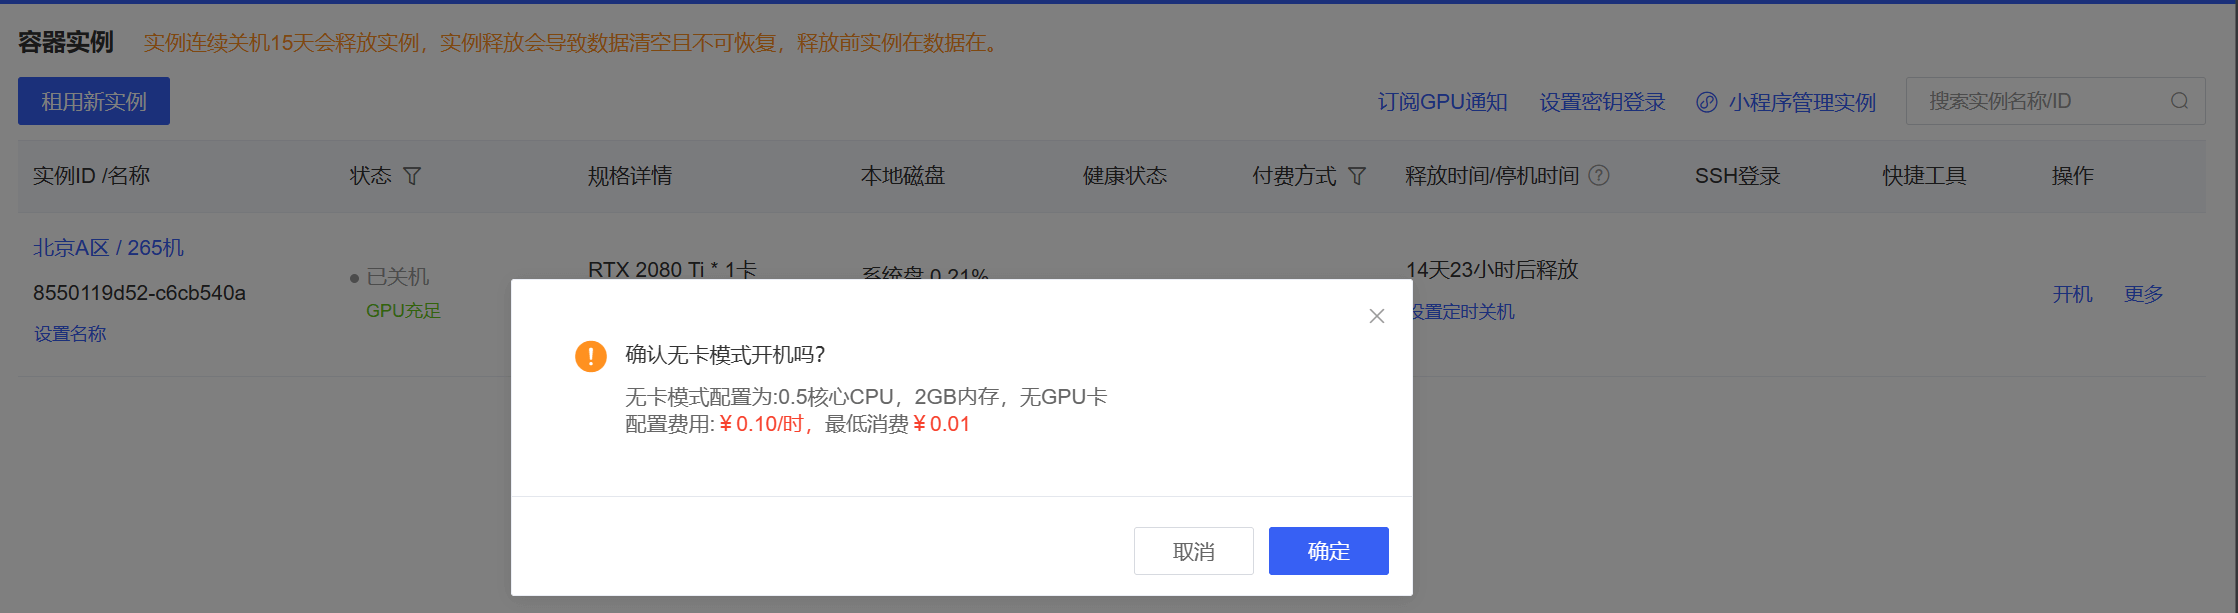 容器实例 实例连续关机15天会释放实例，实例释放会导致数据清空且不可恢复，释放前实例在数据在。
租用新实例 订阅GPU通知 设置密钥登录 小程序管理实例 搜索实例名称/ID
实例ID /名称 状态 规格详情 本地磁盘 健康状态 付费方式 释放时间/停机时间 SSH登录 快捷工具 操作
北京A区 / 265机
8550119d52-c6cb540a
设置名称
已关机
GPU充足
RTX 2080 Ti * 1卡
系统盘 0.21%
14天23小时后释放
设置定时关机
开机 更多
确认无卡模式开机吗?
无卡模式配置为:0.5核心CPU，2GB内存，无GPU卡
配置费用:￥0.10/时，最低消费￥0.01
取消 确定